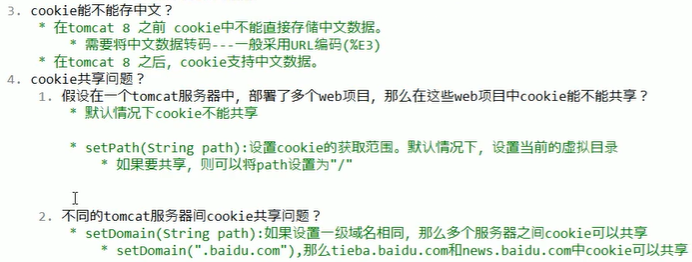 3. cookie能不能存中文？
* 在tomcat 8 之前 cookie中不能直接存储中文数据。
* 需要将中文数据转码---一般采用URL编码(%E3)
* 在tomcat 8 之后，cookie支持中文数据。
4. cookie共享问题？
1. 假设在一个tomcat服务器中，部署了多个web项目，那么在这些web项目中cookie能不能共享？
* 默认情况下cookie不能共享
* setPath(String path):设置cookie的获取范围。默认情况下，设置当前的虚拟目录
* 如果要共享，则可以将path设置为"/"
2. 不同的tomcat服务器间cookie共享问题？
* setDomain(String path):如果设置一级域名相同，那么多个服务器之间cookie可以共享
* setDomain(".baidu.com"),那么tieba.baidu.com和news.baidu.com中cookie可以共享